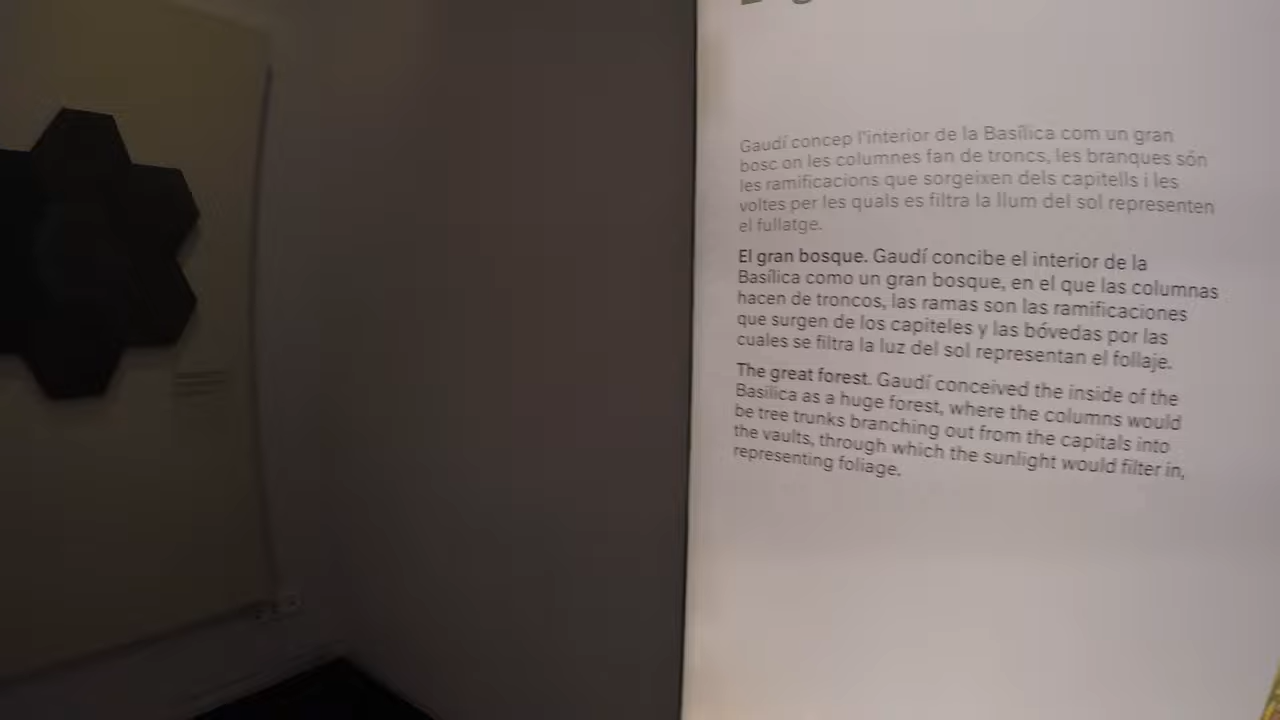 Gaudí concep l'interior de la Basílica com un gran
bosc on les columnes fan de troncs, les branques són
les ramificacions que sorgeixen dels capitells i les
voltes per les quals es filtra la llum del sol representen
el fullatge.
El gran bosque. Gaudí concibe el interior de la
Basílica como un gran bosque, en el que las columnas
hacen de troncos, las ramas son las ramificaciones
que surgen de los capiteles y las bóvedas por las
cuales se filtra la luz del sol representan el follaje.
The great forest. Gaudí conceived the inside of the
Basilica as a huge forest, where the columns would
be tree trunks branching out from the capitals into
the vaults, through which the sunlight would filter in,
representing foliage.